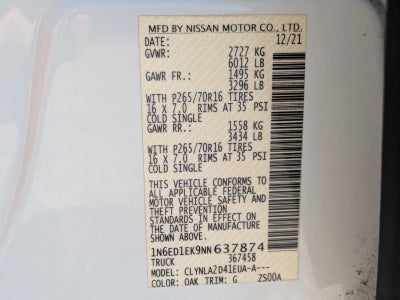 MFD BY NISSAN MOTOR CO., LTD.
DATE: 12/21
GVWR: 2727 KG
6012 LB
GAWR FR.: 1495 KG
3296 LB
WITH P265/70R16 TIRES
16 X 7.0 RIMS AT 35 PSI
COLD SINGLE
GAWR RR.: 1558 KG
3434 LB
WITH P265/70R16 TIRES
16 X 7.0 RIMS AT 35 PSI
COLD SINGLE
THIS VEHICLE CONFORMS TO
ALL APPLICABLE FEDERAL
MOTOR VEHICLE SAFETY AND
THEFT PREVENTION
STANDARDS IN EFFECT ON
THE DATE OF MANUFACTURE
SHOWN ABOVE.
1N6ED1EK9NN637874
TRUCK 367458
MODEL: CLYNLA2D41EUA-A---
COLOR: OAK TRIM: G ZS00A